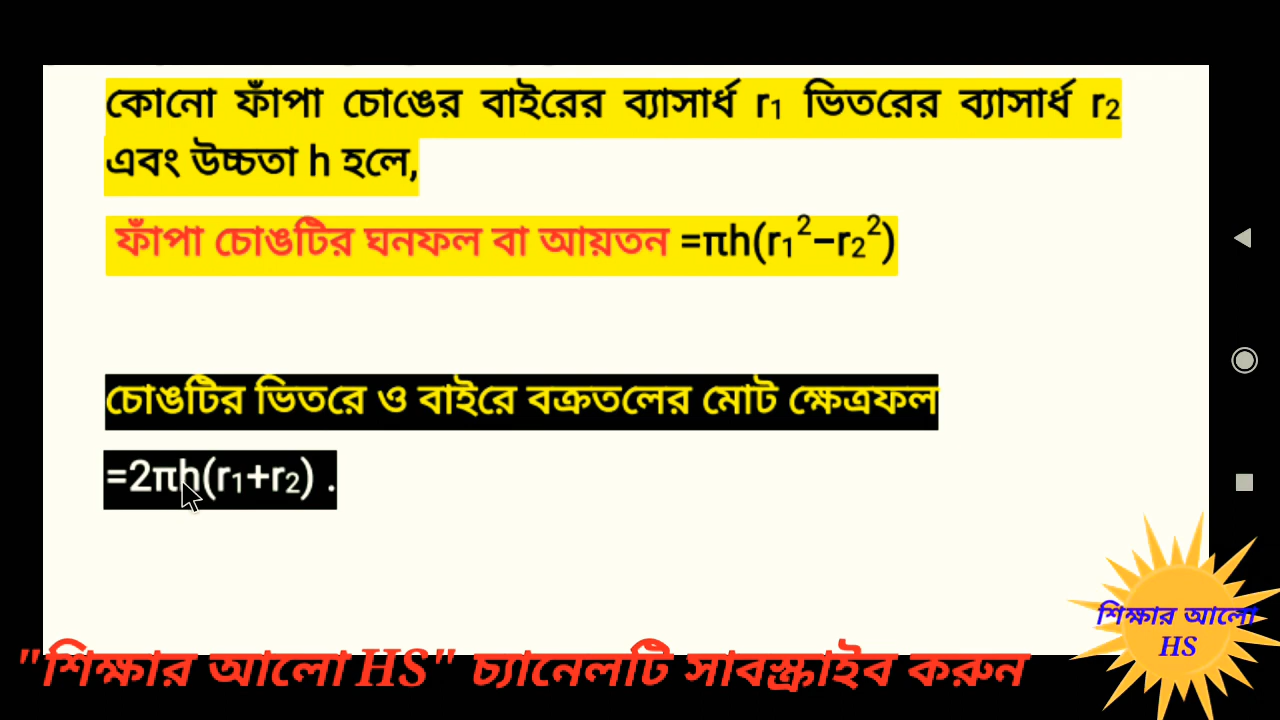 কোনো ফাঁপা চোঙের বাইরের ব্যাসার্ধ r₁ ভিতরের ব্যাসার্ধ r₂
এবং উচ্চতা h হলে,
ফাঁপা চোঙটির ঘনফল বা আয়তন =πh(r₁²−r₂²)
চোঙটির ভিতরে ও বাইরে বক্রতলের মোট ক্ষেত্রফল
=2πh(r₁+r₂) .
শিক্ষার আলো
HS
"শিক্ষার আলো HS" চ্যানেলটি সাবস্ক্রাইব করুন